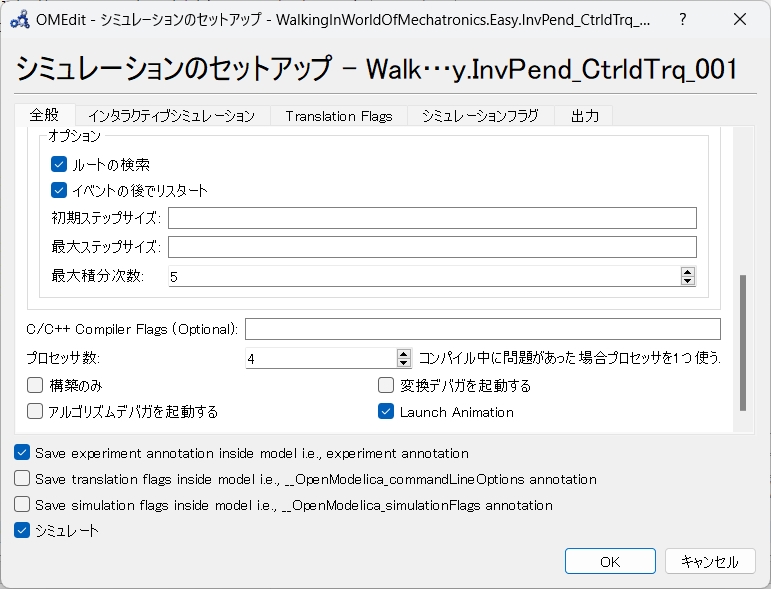 OMEdit - シミュレーションのセットアップ - WalkingInWorldOfMechatronics.Easy.InvPend_CtrldTrq_...
シミュレーションのセットアップ - Walk…y.InvPend_CtrldTrq_001
全般 インタラクティブシミュレーション Translation Flags シミュレーションフラグ 出力
オプション
ルートの検索
イベントの後でリスタート
初期ステップサイズ:
最大ステップサイズ:
最大積分次数: 5
C/C++ Compiler Flags (Optional):
プロセッサ数: 4 コンパイル中に問題があった場合プロセッサを1つ使う.
構築のみ 変換デバガを起動する
アルゴリズムデバガを起動する Launch Animation
Save experiment annotation inside model i.e., experiment annotation
Save translation flags inside model i.e., __OpenModelica_commandLineOptions annotation
Save simulation flags inside model i.e., __OpenModelica_simulationFlags annotation
シミュレート
OK キャンセル